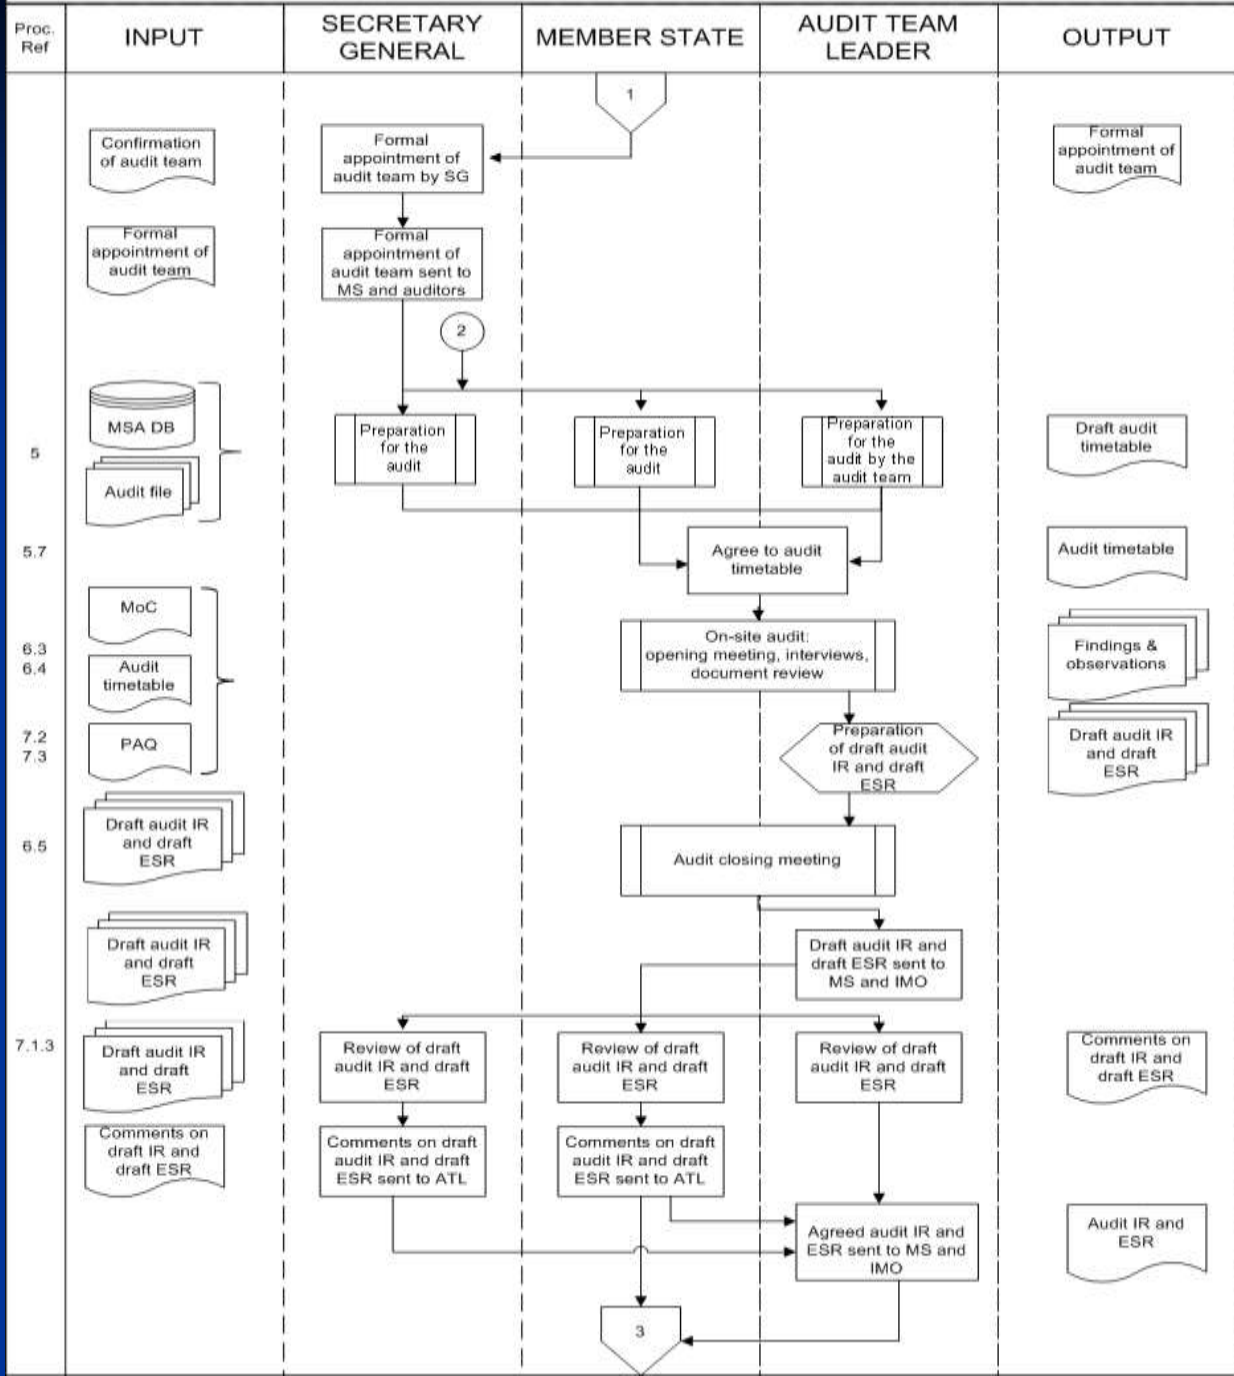 Proc.
Ref
INPUT
SECRETARY
GENERAL
MEMBER STATE
AUDIT TEAM
LEADER
OUTPUT
1
Confirmation
of audit team
Formal
appointment of
audit team by SG
Formal
appointment of
audit team
Formal
appointment of
audit team
Formal
appointment of
audit team sent to
MS and auditors
2
5
MSA DB
Audit file
Preparation
for the
audit
Preparation
for the
audit
Preparation
for the
audit by the
audit team
Draft audit
timetable
5.7
Agree to audit
timetable
Audit timetable
MoC
6.3
6.4
Audit
timetable
On-site audit:
opening meeting, interviews,
document review
Findings &
observations
7.2
7.3
PAQ
Preparation
of draft audit
IR and draft
ESR
Draft audit IR
and draft
ESR
6.5
Draft audit IR
and draft
ESR
Audit closing meeting
Draft audit IR
and draft
ESR
Draft audit IR and
draft ESR sent to
MS and IMO
7.1.3
Draft audit IR
and draft
ESR
Review of draft
audit IR and draft
ESR
Review of draft
audit IR and draft
ESR
Review of draft
audit IR and draft
ESR
Comments on
draft IR and
draft ESR
Comments on
draft IR and
draft ESR
Comments on draft
audit IR and draft
ESR sent to ATL
Comments on draft
audit IR and draft
ESR sent to ATL
Agreed audit IR and
ESR sent to MS and
IMO
Audit IR and
ESR
3